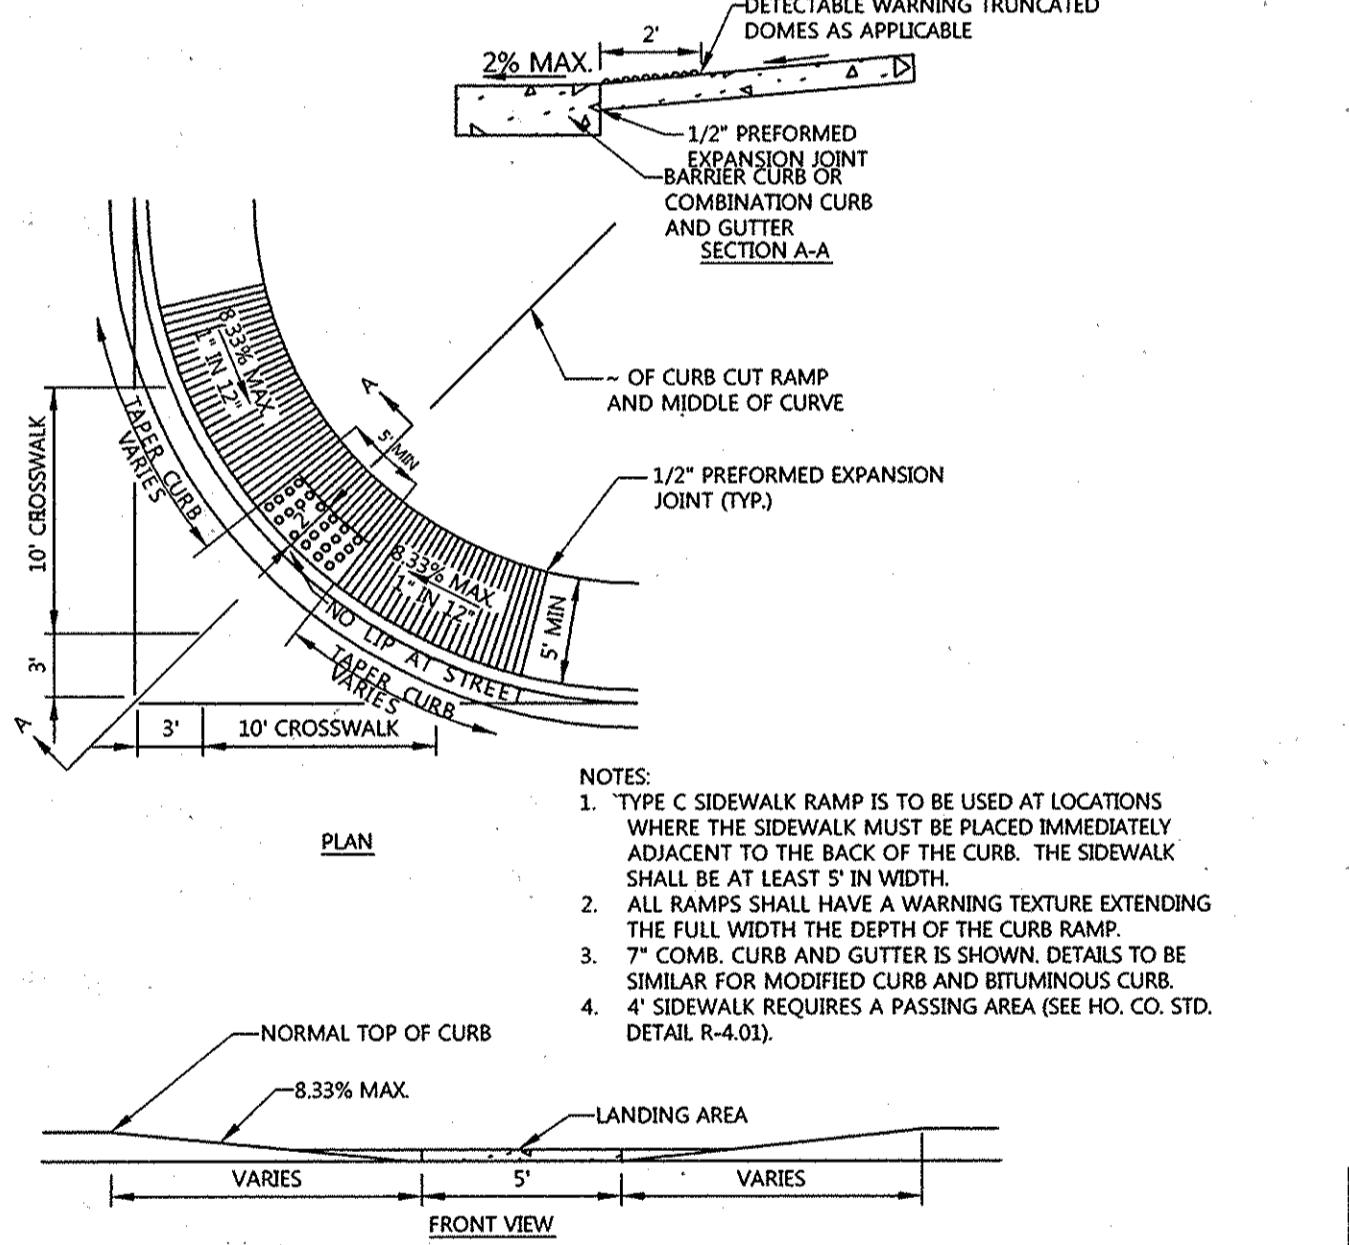 DETECTABLE WARNING TRUNCATED
DOMES AS APPLICABLE
2'
2% MAX.
1/2" PREFORMED
EXPANSION JOINT
BARRIER CURB OR
COMBINATION CURB
AND GUTTER
SECTION A-A
8.33% MAX
1" IN 12"
A
5' MIN
~ OF CURB CUT RAMP
AND MIDDLE OF CURVE
1/2" PREFORMED EXPANSION
JOINT (TYP.)
TAPER CURB
VARIES
10' CROSSWALK
2'
8.33% MAX.
1" IN 12"
5' MIN
NO LIP AT STREET
TAPER CURB
VARIES
3'
A
3'
10' CROSSWALK
PLAN
NOTES:
1. TYPE C SIDEWALK RAMP IS TO BE USED AT LOCATIONS
WHERE THE SIDEWALK MUST BE PLACED IMMEDIATELY
ADJACENT TO THE BACK OF THE CURB. THE SIDEWALK
SHALL BE AT LEAST 5' IN WIDTH.
2. ALL RAMPS SHALL HAVE A WARNING TEXTURE EXTENDING
THE FULL WIDTH THE DEPTH OF THE CURB RAMP.
3. 7" COMB. CURB AND GUTTER IS SHOWN. DETAILS TO BE
SIMILAR FOR MODIFIED CURB AND BITUMINOUS CURB.
4. 4' SIDEWALK REQUIRES A PASSING AREA (SEE HO. CO. STD.
DETAIL R-4.01).
NORMAL TOP OF CURB
8.33% MAX.
LANDING AREA
VARIES
5'
VARIES
FRONT VIEW